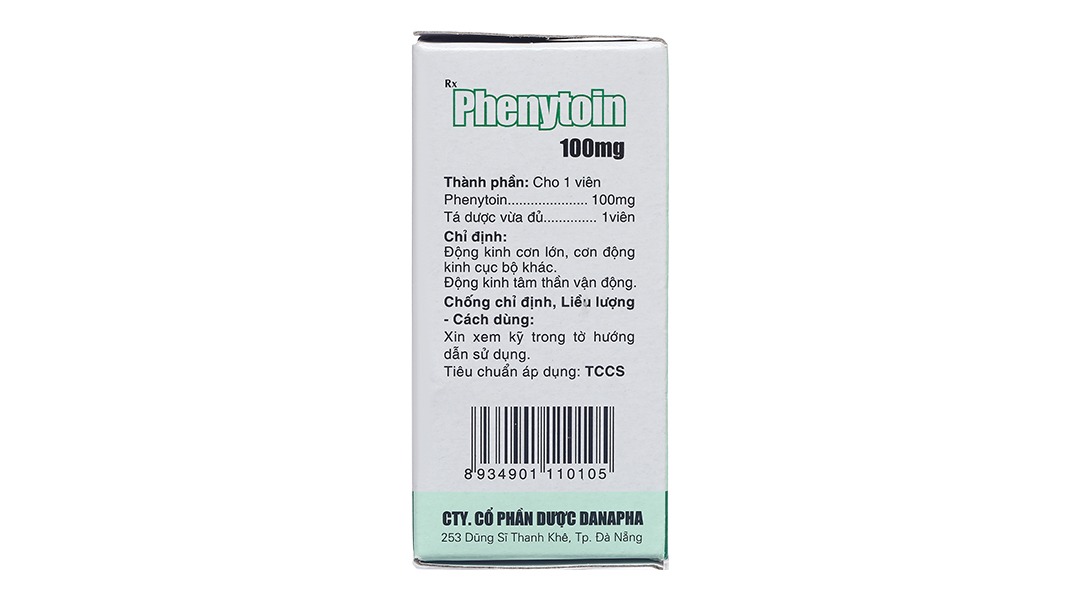 Rx
Phenytoin
100mg
Thành phần: Cho 1 viên
Phenytoin..................... 100mg
Tá dược vừa đủ.............. 1viên
Chỉ định:
Động kinh cơn lớn, cơn động
kinh cục bộ khác.
Động kinh tâm thần vận động.
Chống chỉ định, Liều lượng
- Cách dùng:
Xin xem kỹ trong tờ hướng
dẫn sử dụng.
Tiêu chuẩn áp dụng: TCCS
8 934901 110105
CTY. CỔ PHẦN DƯỢC DANAPHA
253 Dũng Sĩ Thanh Khê, Tp. Đà Nẵng